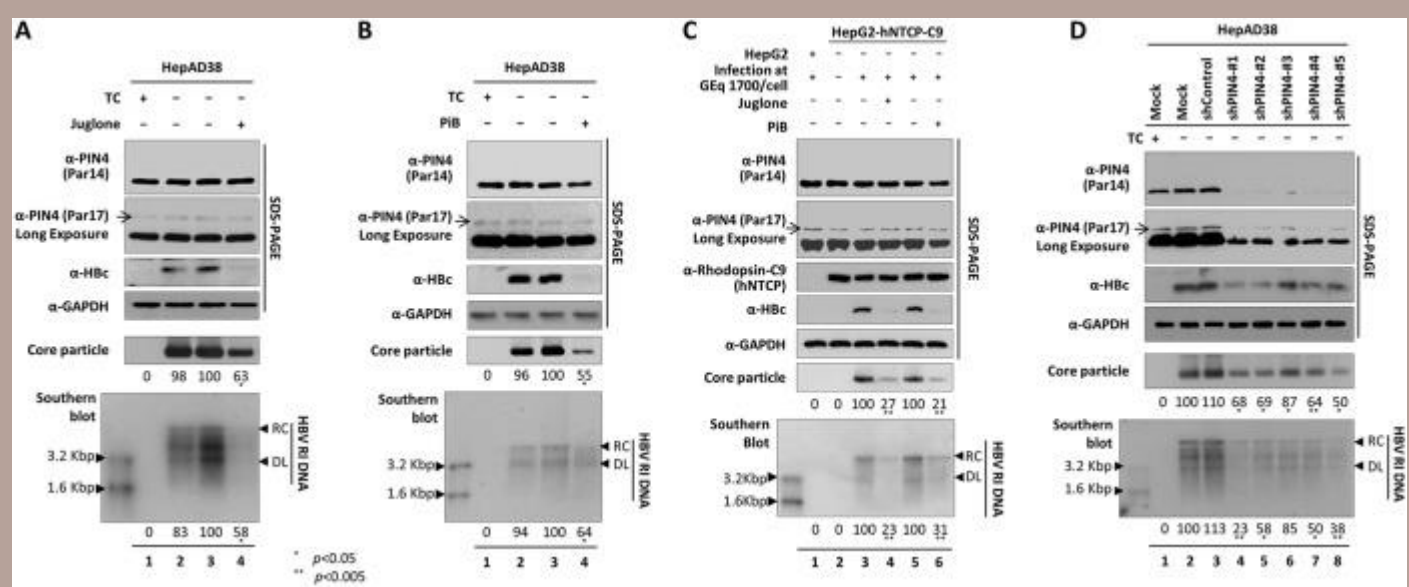 A
HepAD38
TC + – – –
Juglone – – – +
α-PIN4
(Par14)
α-PIN4 (Par17)
Long Exposure
α-HBc
α-GAPDH
SDS-PAGE
Core particle
0 98 100 63
*
Southern
blot
RC
3.2 Kbp
DL
1.6 Kbp
HBV RI DNA
0 83 100 58
*
1 2 3 4
* p<0.05
** p<0.005
B
HepAD38
TC + – – –
PiB – – – +
α-PIN4
(Par14)
α-PIN4 (Par17)
Long Exposure
α-HBc
α-GAPDH
SDS-PAGE
Core particle
0 96 100 55
*
Southern
blot
RC
3.2 Kbp
DL
1.6 Kbp
HBV RI DNA
0 94 100 64
*
1 2 3 4
C
HepG2-hNTCP-C9
HepG2 + – – – – –
Infection at
GEq 1700/cell + – + + + +
Juglone – – – + – –
PiB – – – – – +
α-PIN4
(Par14)
α-PIN4 (Par17)
Long Exposure
α-Rhodopsin-C9
(hNTCP)
α-HBc
α-GAPDH
SDS-PAGE
Core particle
0 0 100 27 100 21
** **
Southern
Blot
RC
3.2Kbp
DL
1.6Kbp
HBV RI DNA
0 0 100 23 100 31
** **
1 2 3 4 5 6
D
HepAD38
Mock
Mock
shControl
shPIN4-#1
shPIN4-#2
shPIN4-#3
shPIN4-#4
shPIN4-#5
TC + – – – – – – –
α-PIN4
(Par14)
α-PIN4 (Par17)
Long Exposure
α-HBc
α-GAPDH
SDS-PAGE
Core particle
0 100 110 68 69 87 64 50
* * * ** *
Southern
blot
RC
3.2 Kbp
DL
1.6 Kbp
HBV RI DNA
0 100 113 23 58 85 50 38
** * * **
1 2 3 4 5 6 7 8